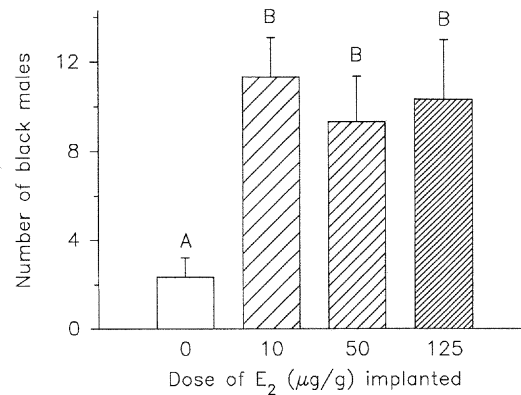 B
B
B
12
8
4
A
0
0 10 50 125
Number of black males
Dose of E₂ (μg/g) implanted